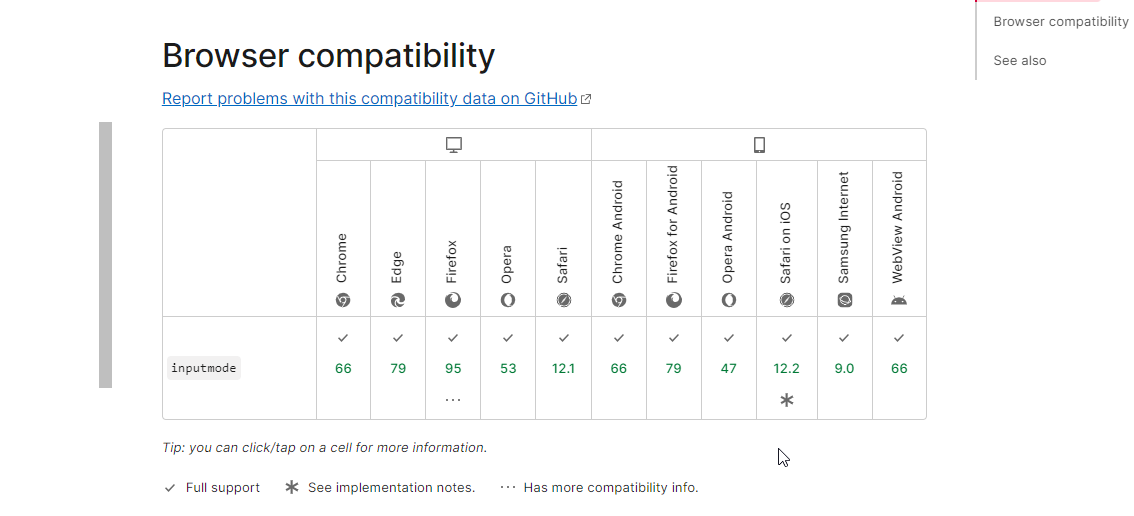 Browser compatibility
See also
Browser compatibility
Report problems with this compatibility data on GitHub
Chrome
Edge
Firefox
Opera
Safari
Chrome Android
Firefox for Android
Opera Android
Safari on iOS
Samsung Internet
WebView Android
inputmode
66 79 95 53 12.1 66 79 47 12.2 9.0 66
Tip: you can click/tap on a cell for more information.
Full support See implementation notes. Has more compatibility info.